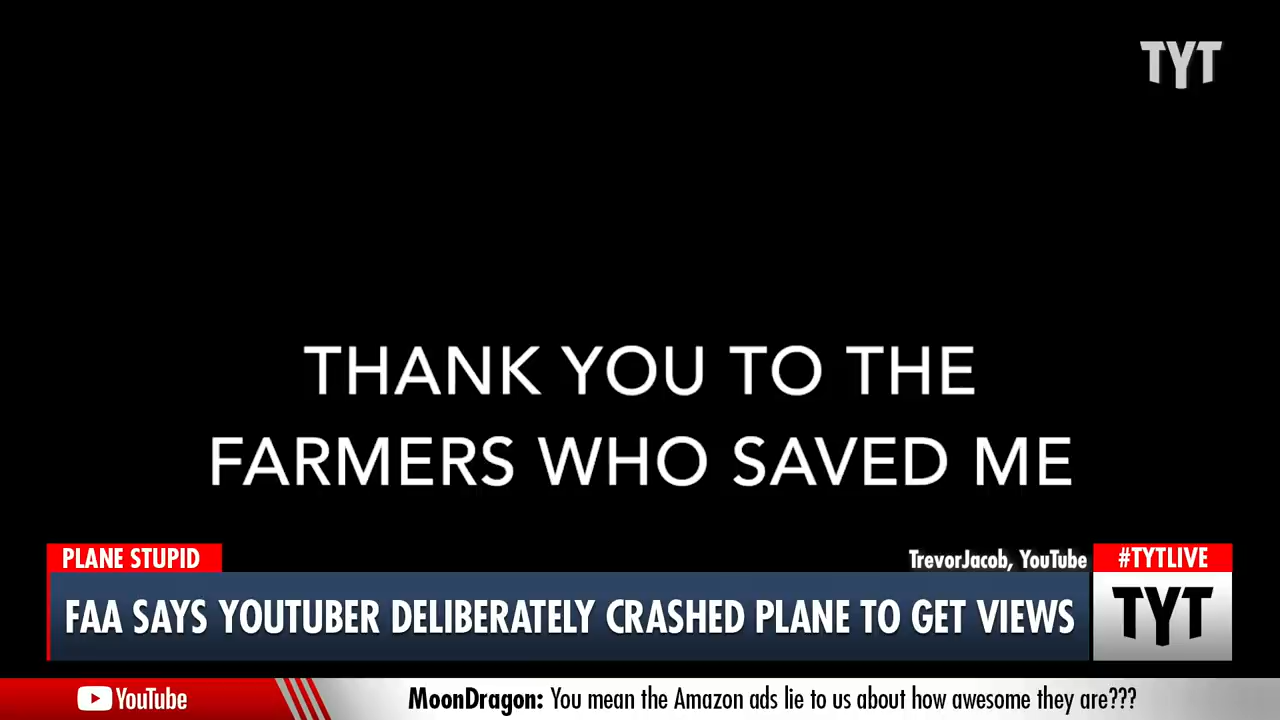 TYT
THANK YOU TO THE
FARMERS WHO SAVED ME
PLANE STUPID
TrevorJacob, YouTube
#TYTLIVE
FAA SAYS YOUTUBER DELIBERATELY CRASHED PLANE TO GET VIEWS
TYT
YouTube
MoonDragon: You mean the Amazon ads lie to us about how awesome they are???